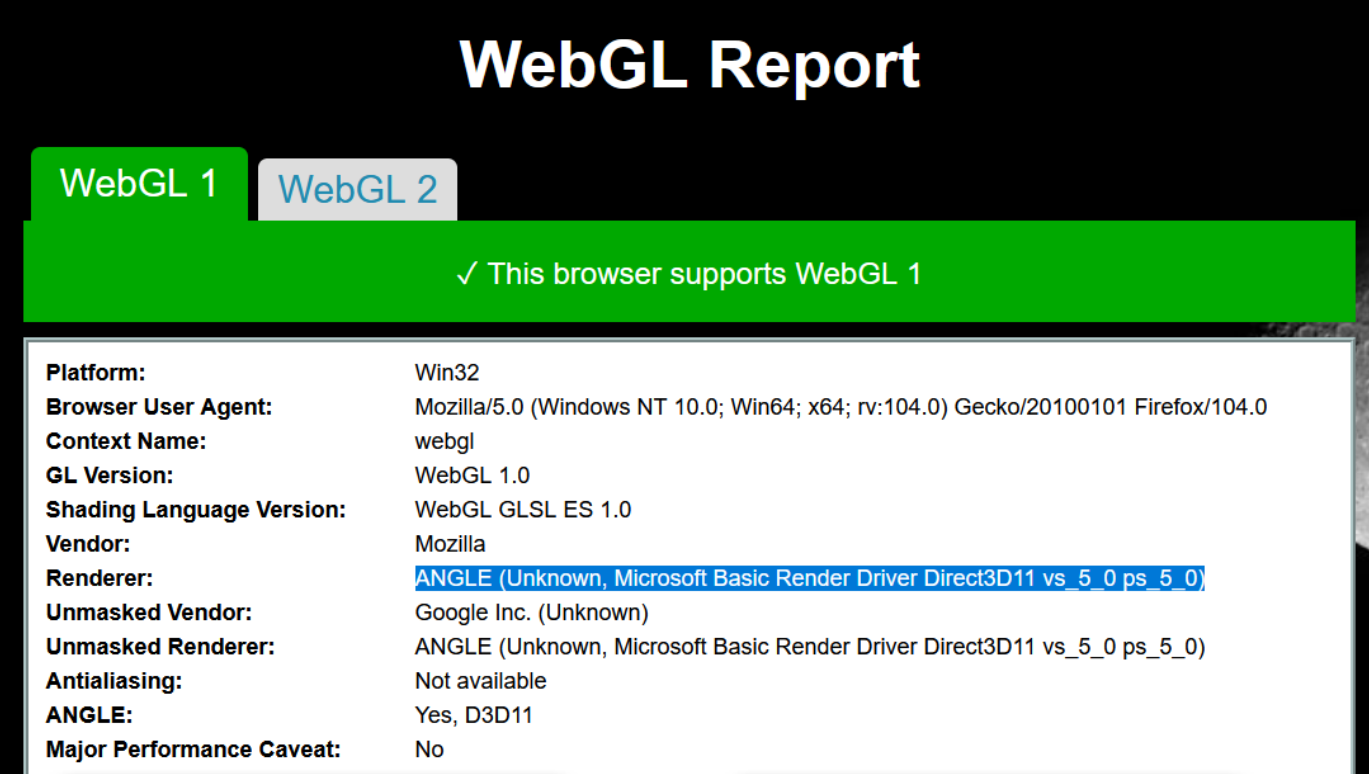 WebGL Report
WebGL 1
WebGL 2
✓ This browser supports WebGL 1
Platform: Win32
Browser User Agent: Mozilla/5.0 (Windows NT 10.0; Win64; x64; rv:104.0) Gecko/20100101 Firefox/104.0
Context Name: webgl
GL Version: WebGL 1.0
Shading Language Version: WebGL GLSL ES 1.0
Vendor: Mozilla
Renderer: ANGLE (Unknown, Microsoft Basic Render Driver Direct3D11 vs_5_0 ps_5_0)
Unmasked Vendor: Google Inc. (Unknown)
Unmasked Renderer: ANGLE (Unknown, Microsoft Basic Render Driver Direct3D11 vs_5_0 ps_5_0)
Antialiasing: Not available
ANGLE: Yes, D3D11
Major Performance Caveat: No